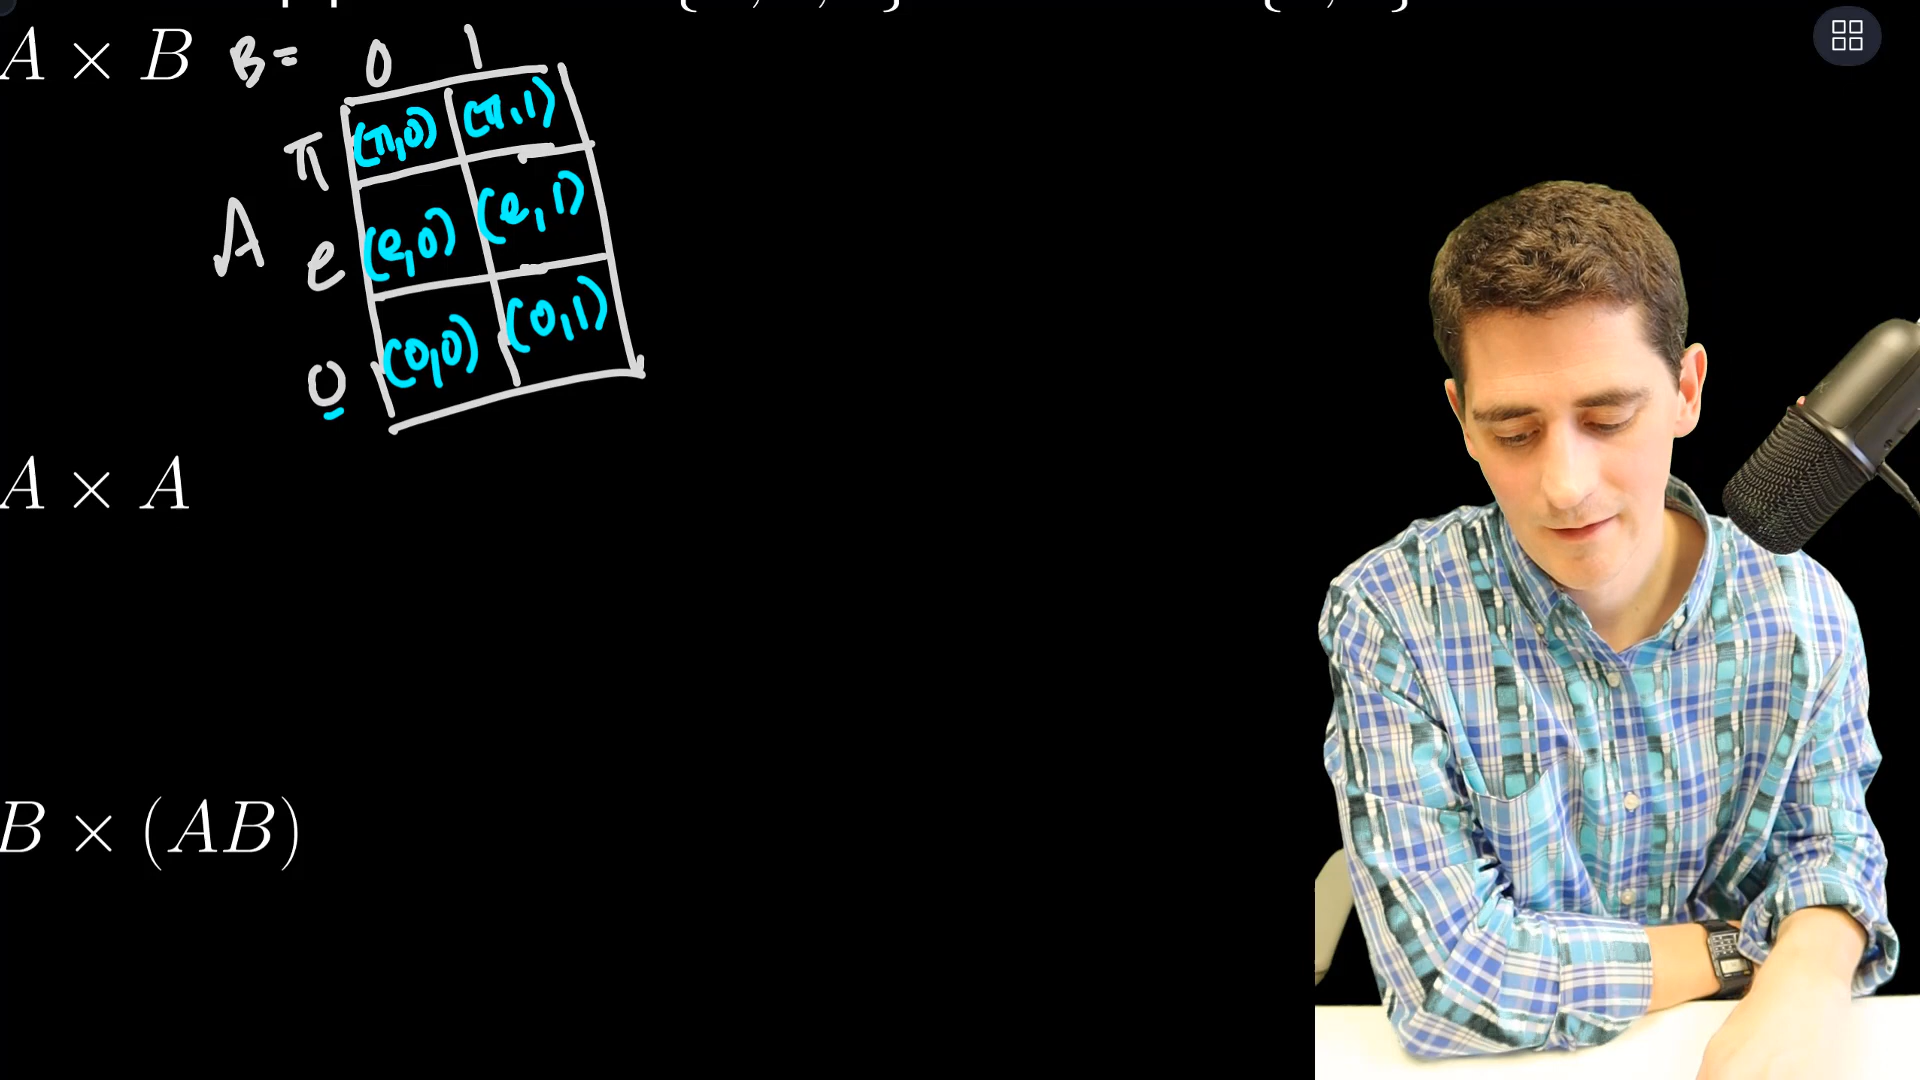 A × B B = 0 1
π (π,0) (π,1)
A e (e,0) (e,1)
0 (0,0) (0,1)
A × A
B × (AB)